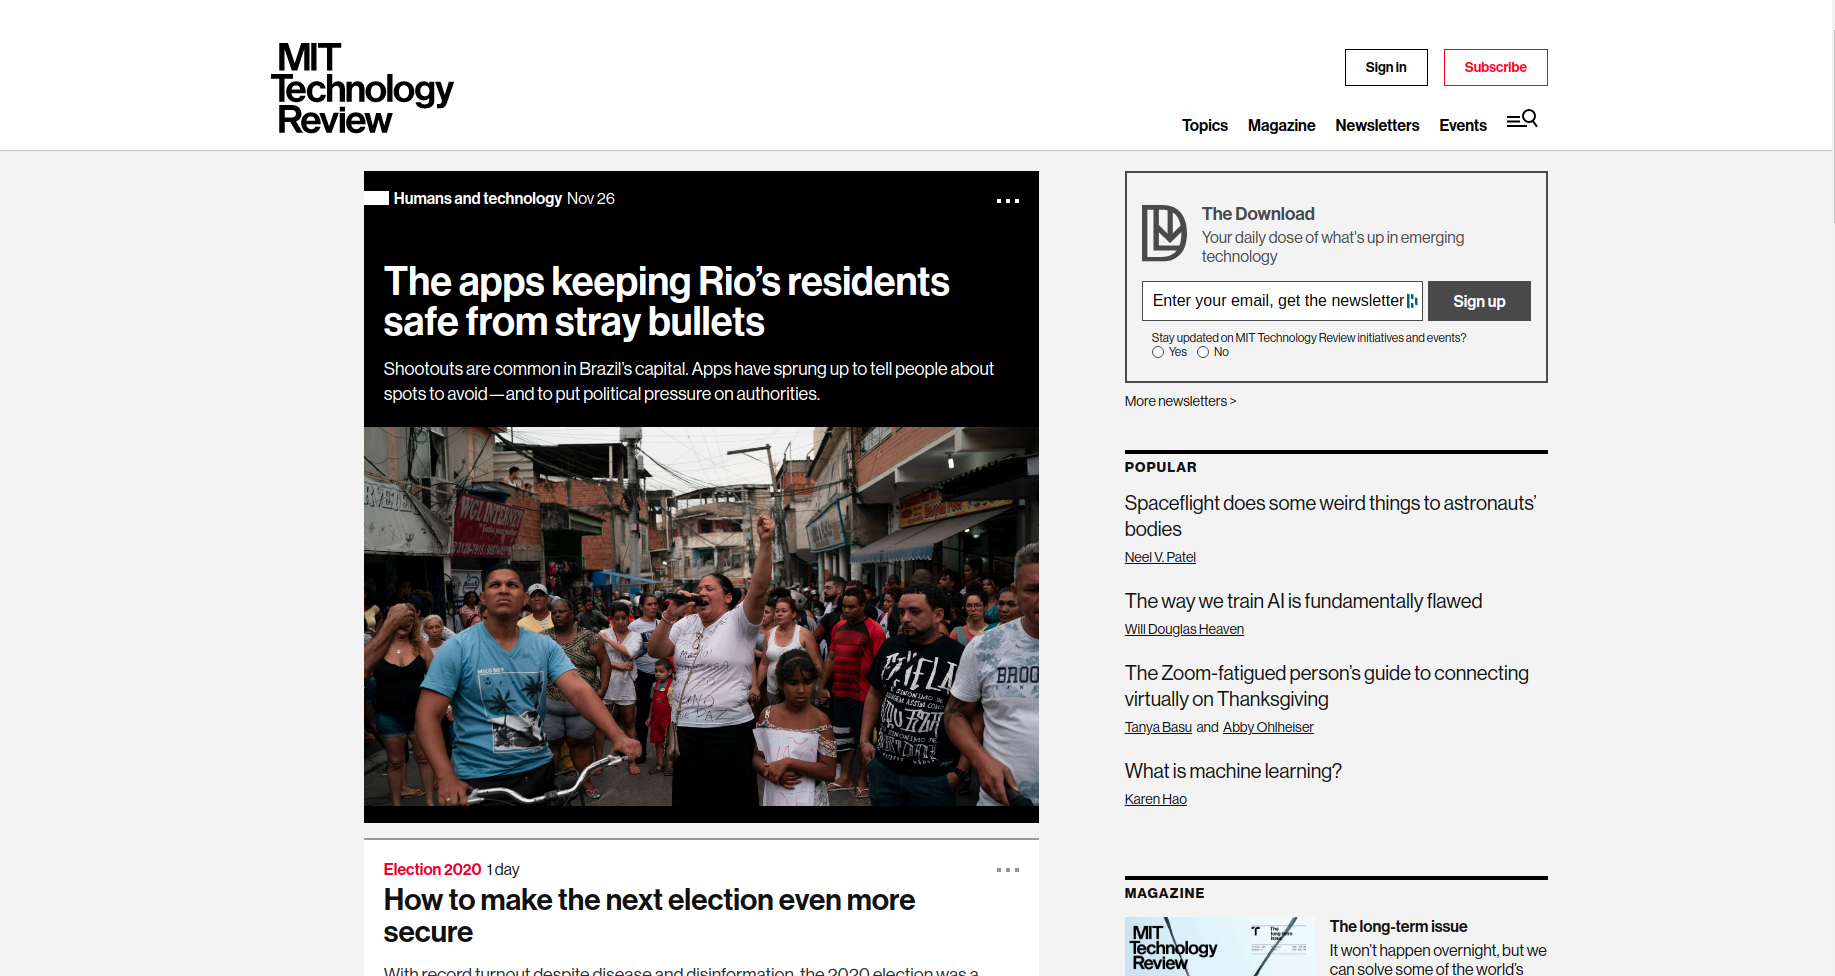 MIT
Technology
Review
Sign in
Subscribe
Topics
Magazine
Newsletters
Events
Humans and technology Nov 26
The apps keeping Rio’s residents
safe from stray bullets
Shootouts are common in Brazil’s capital. Apps have sprung up to tell people about
spots to avoid—and to put political pressure on authorities.
WCI INTERNET
BROO
Election 2020 1 day
How to make the next election even more
secure
With record turnout despite disease and disinformation, the 2020 election was a
The Download
Your daily dose of what's up in emerging
technology
Enter your email, get the newsletter
Sign up
Stay updated on MIT Technology Review initiatives and events?
Yes No
More newsletters >
POPULAR
Spaceflight does some weird things to astronauts’
bodies
Neel V. Patel
The way we train AI is fundamentally flawed
Will Douglas Heaven
The Zoom-fatigued person’s guide to connecting
virtually on Thanksgiving
Tanya Basu and Abby Ohlheiser
What is machine learning?
Karen Hao
MAGAZINE
MIT
Technology
Review
The long-term issue
It won’t happen overnight, but we
can solve some of the world’s